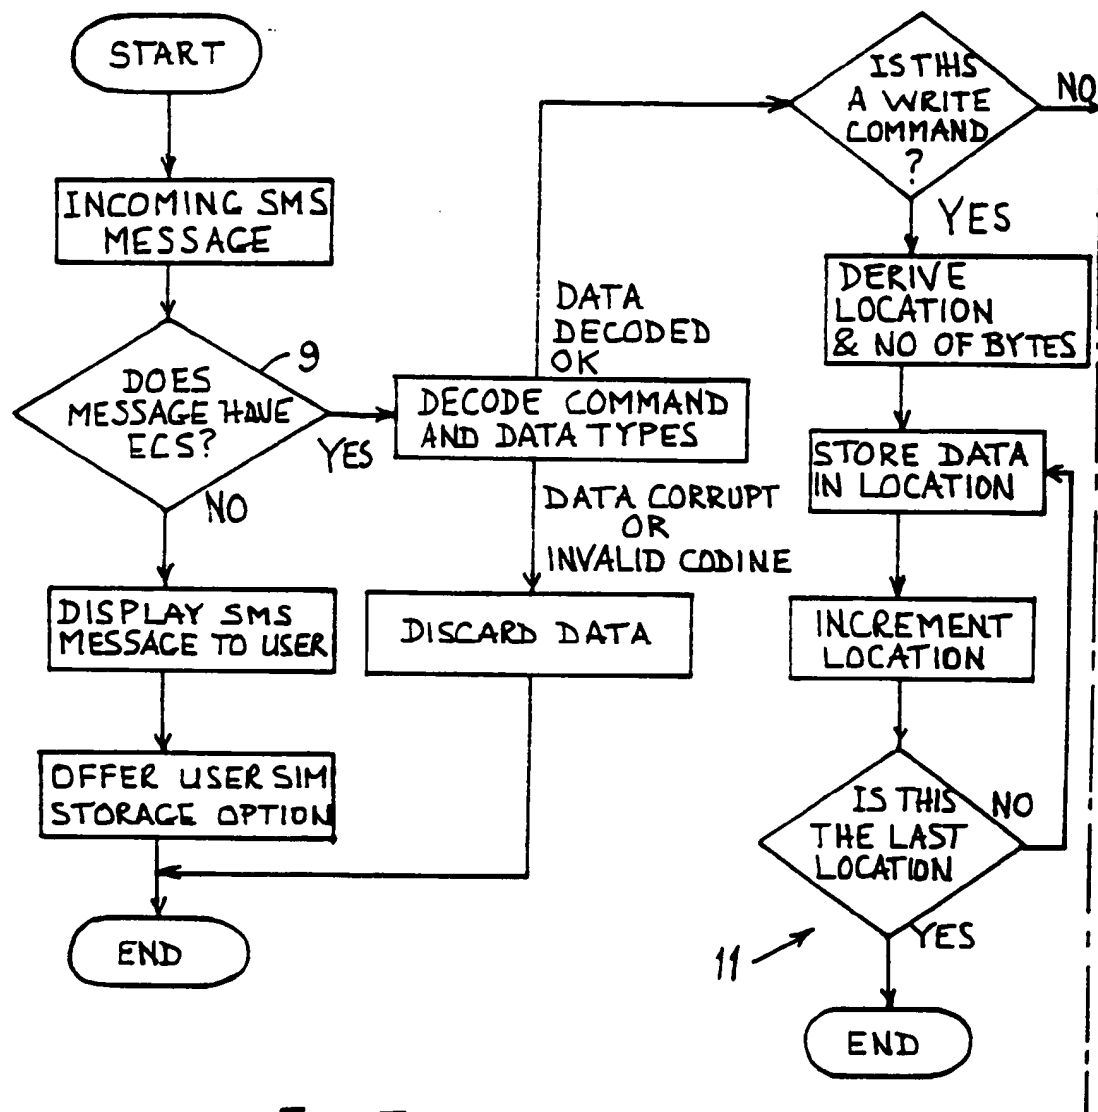 START
INCOMING SMS
MESSAGE
9
DOES
MESSAGE HAVE
ECS?
YES
NO
DISPLAY SMS
MESSAGE TO USER
OFFER USER SIM
STORAGE OPTION
END
DATA
DECODED
OK
DECODE COMMAND
AND DATA TYPES
DATA CORRUPT
OR
INVALID CODINE
DISCARD DATA
IS THIS
A WRITE
COMMAND
?
NO
YES
DERIVE
LOCATION
& NO OF BYTES
STORE DATA
IN LOCATION
INCREMENT
LOCATION
IS THIS
THE LAST
LOCATION
NO
YES
11
END